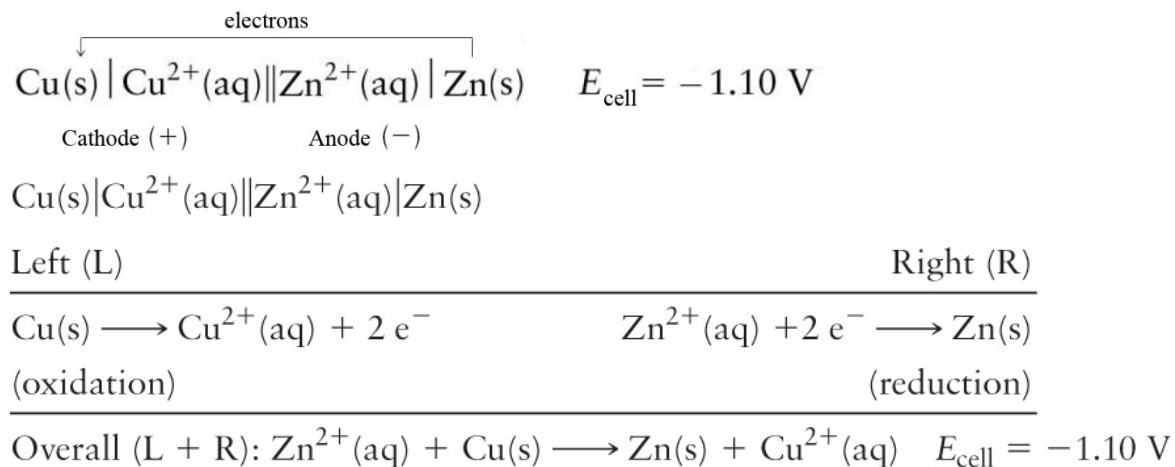 electrons
Cu(s)|Cu²⁺(aq)||Zn²⁺(aq)|Zn(s) E_cell = −1.10 V
Cathode (+) Anode (−)
Cu(s)|Cu²⁺(aq)||Zn²⁺(aq)|Zn(s)
Left (L) Right (R)
Cu(s) ⟶ Cu²⁺(aq) + 2 e⁻ Zn²⁺(aq) +2 e⁻ ⟶ Zn(s)
(oxidation) (reduction)
Overall (L + R): Zn²⁺(aq) + Cu(s) ⟶ Zn(s) + Cu²⁺(aq) E_cell = −1.10 V